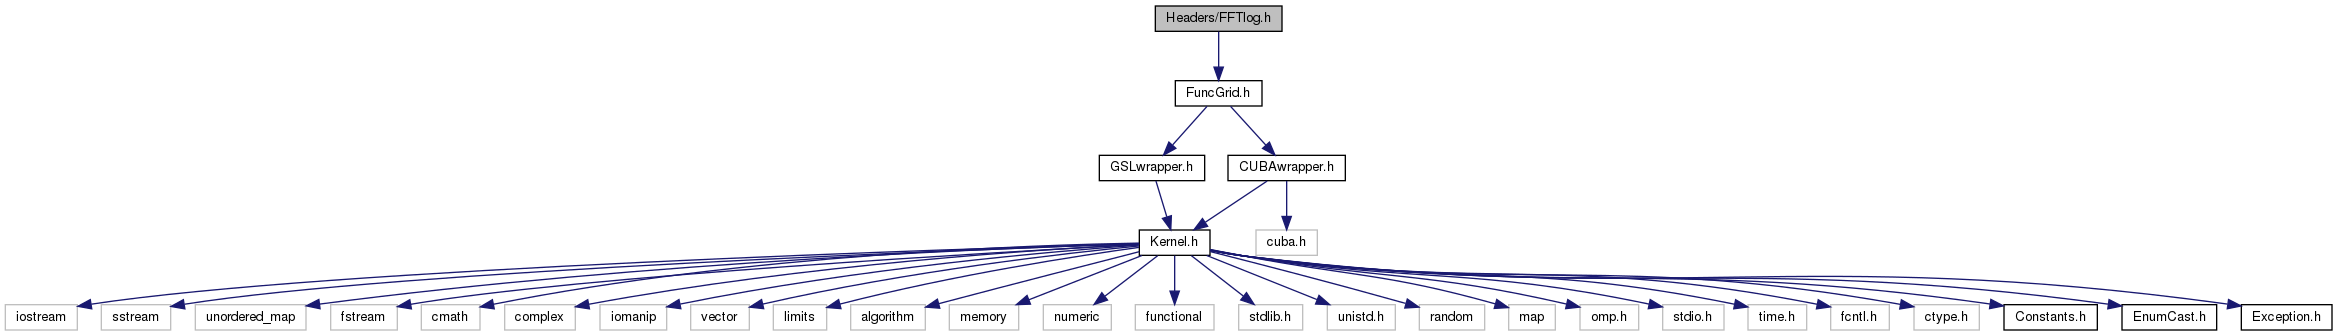 Headers/FFTlog.h
FuncGrid.h
GSLwrapper.h
CUBAwrapper.h
Kernel.h
cuba.h
iostream
sstream
unordered_map
fstream
cmath
complex
iomanip
vector
limits
algorithm
memory
numeric
functional
stdlib.h
unistd.h
random
map
omp.h
stdio.h
time.h
fcntl.h
ctype.h
Constants.h
EnumCast.h
Exception.h